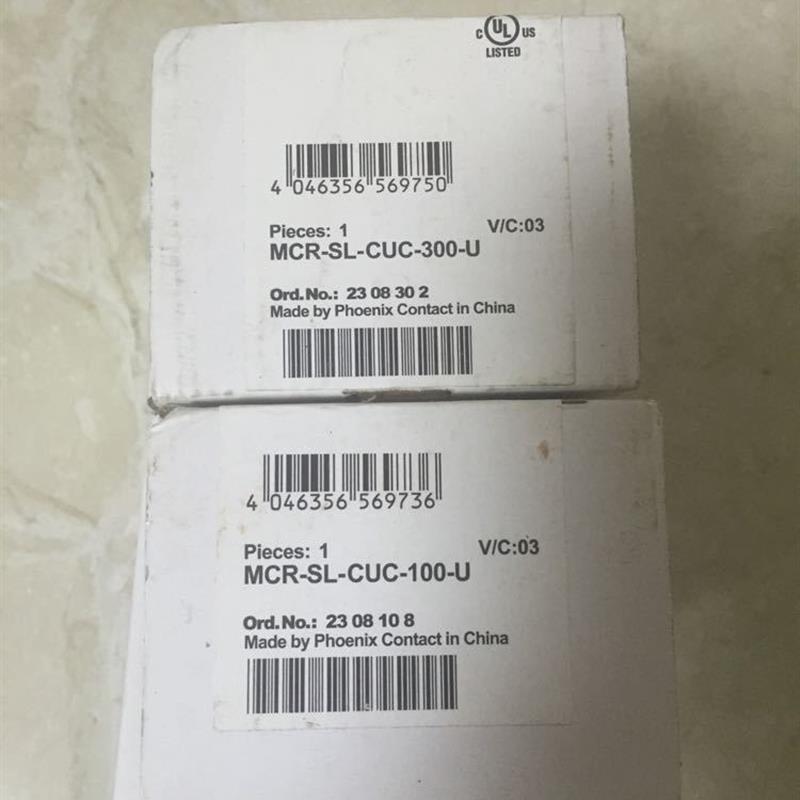 C UL US
LISTED
4 046356 569750
Pieces: 1 V/C:03
MCR-SL-CUC-300-U
Ord.No.: 23 08 30 2
Made by Phoenix Contact in China
4 046356 569736
Pieces: 1 V/C:03
MCR-SL-CUC-100-U
Ord.No.: 23 08 10 8
Made by Phoenix Contact in China